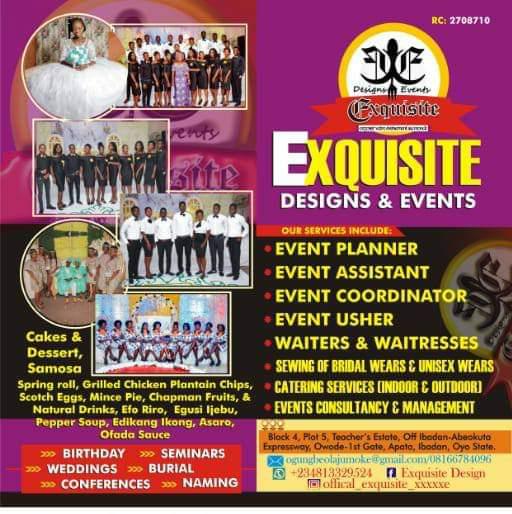 RC: 2708710
Designs Events
Exquisite
EXQUISITE
DESIGNS & EVENTS
OUR SERVICES INCLUDE:
EVENT PLANNER
EVENT ASSISTANT
EVENT COORDINATOR
EVENT USHER
WAITERS & WAITRESSES
SEWING OF BRIDAL WEARS & UNISEX WEARS
CATERING SERVICES (INDOOR & OUTDOOR)
EVENTS CONSULTANCY & MANAGEMENT
Block 4, Plot 5, Teacher's Estate, Off Ibadan-Abeokuta
Expressway, Owode-1st Gate, Apata, Ibadan, Oyo State.
ogungbeolajumoke@gmail.com/08166784096
+234813329524 Exquisite Design
offical_exquisite_xxxxxe
Cakes &
Dessert,
Samosa
Spring roll, Grilled Chicken Plantain Chips,
Scotch Eggs, Mince Pie, Chapman Fruits, &
Natural Drinks, Efo Riro, Egusi Ijebu,
Pepper Soup, Edikang Ikong, Asaro,
Ofada Sauce
>>> BIRTHDAY >>> SEMINARS
>>> WEDDINGS >>> BURIAL
>>> CONFERENCES >>> NAMING